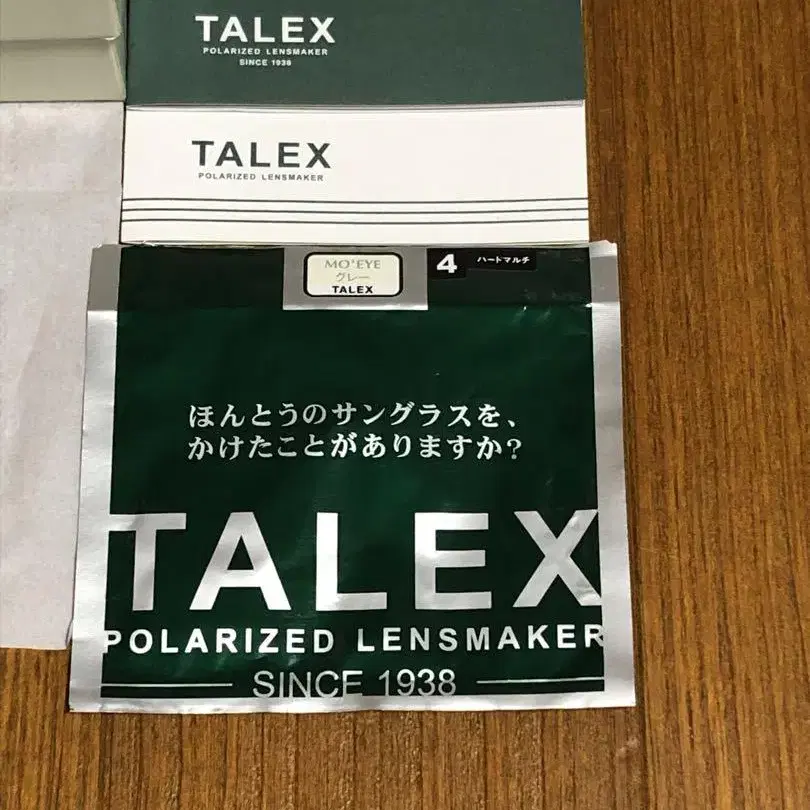 TALEX
POLARIZED LENSMAKER
SINCE 1938
TALEX
POLARIZED LENSMAKER
MO'EYE
グレー
TALEX
4 ハードマルチ
ほんとうのサングラスを、
かけたことがありますか?
TALEX
POLARIZED LENSMAKER
SINCE 1938